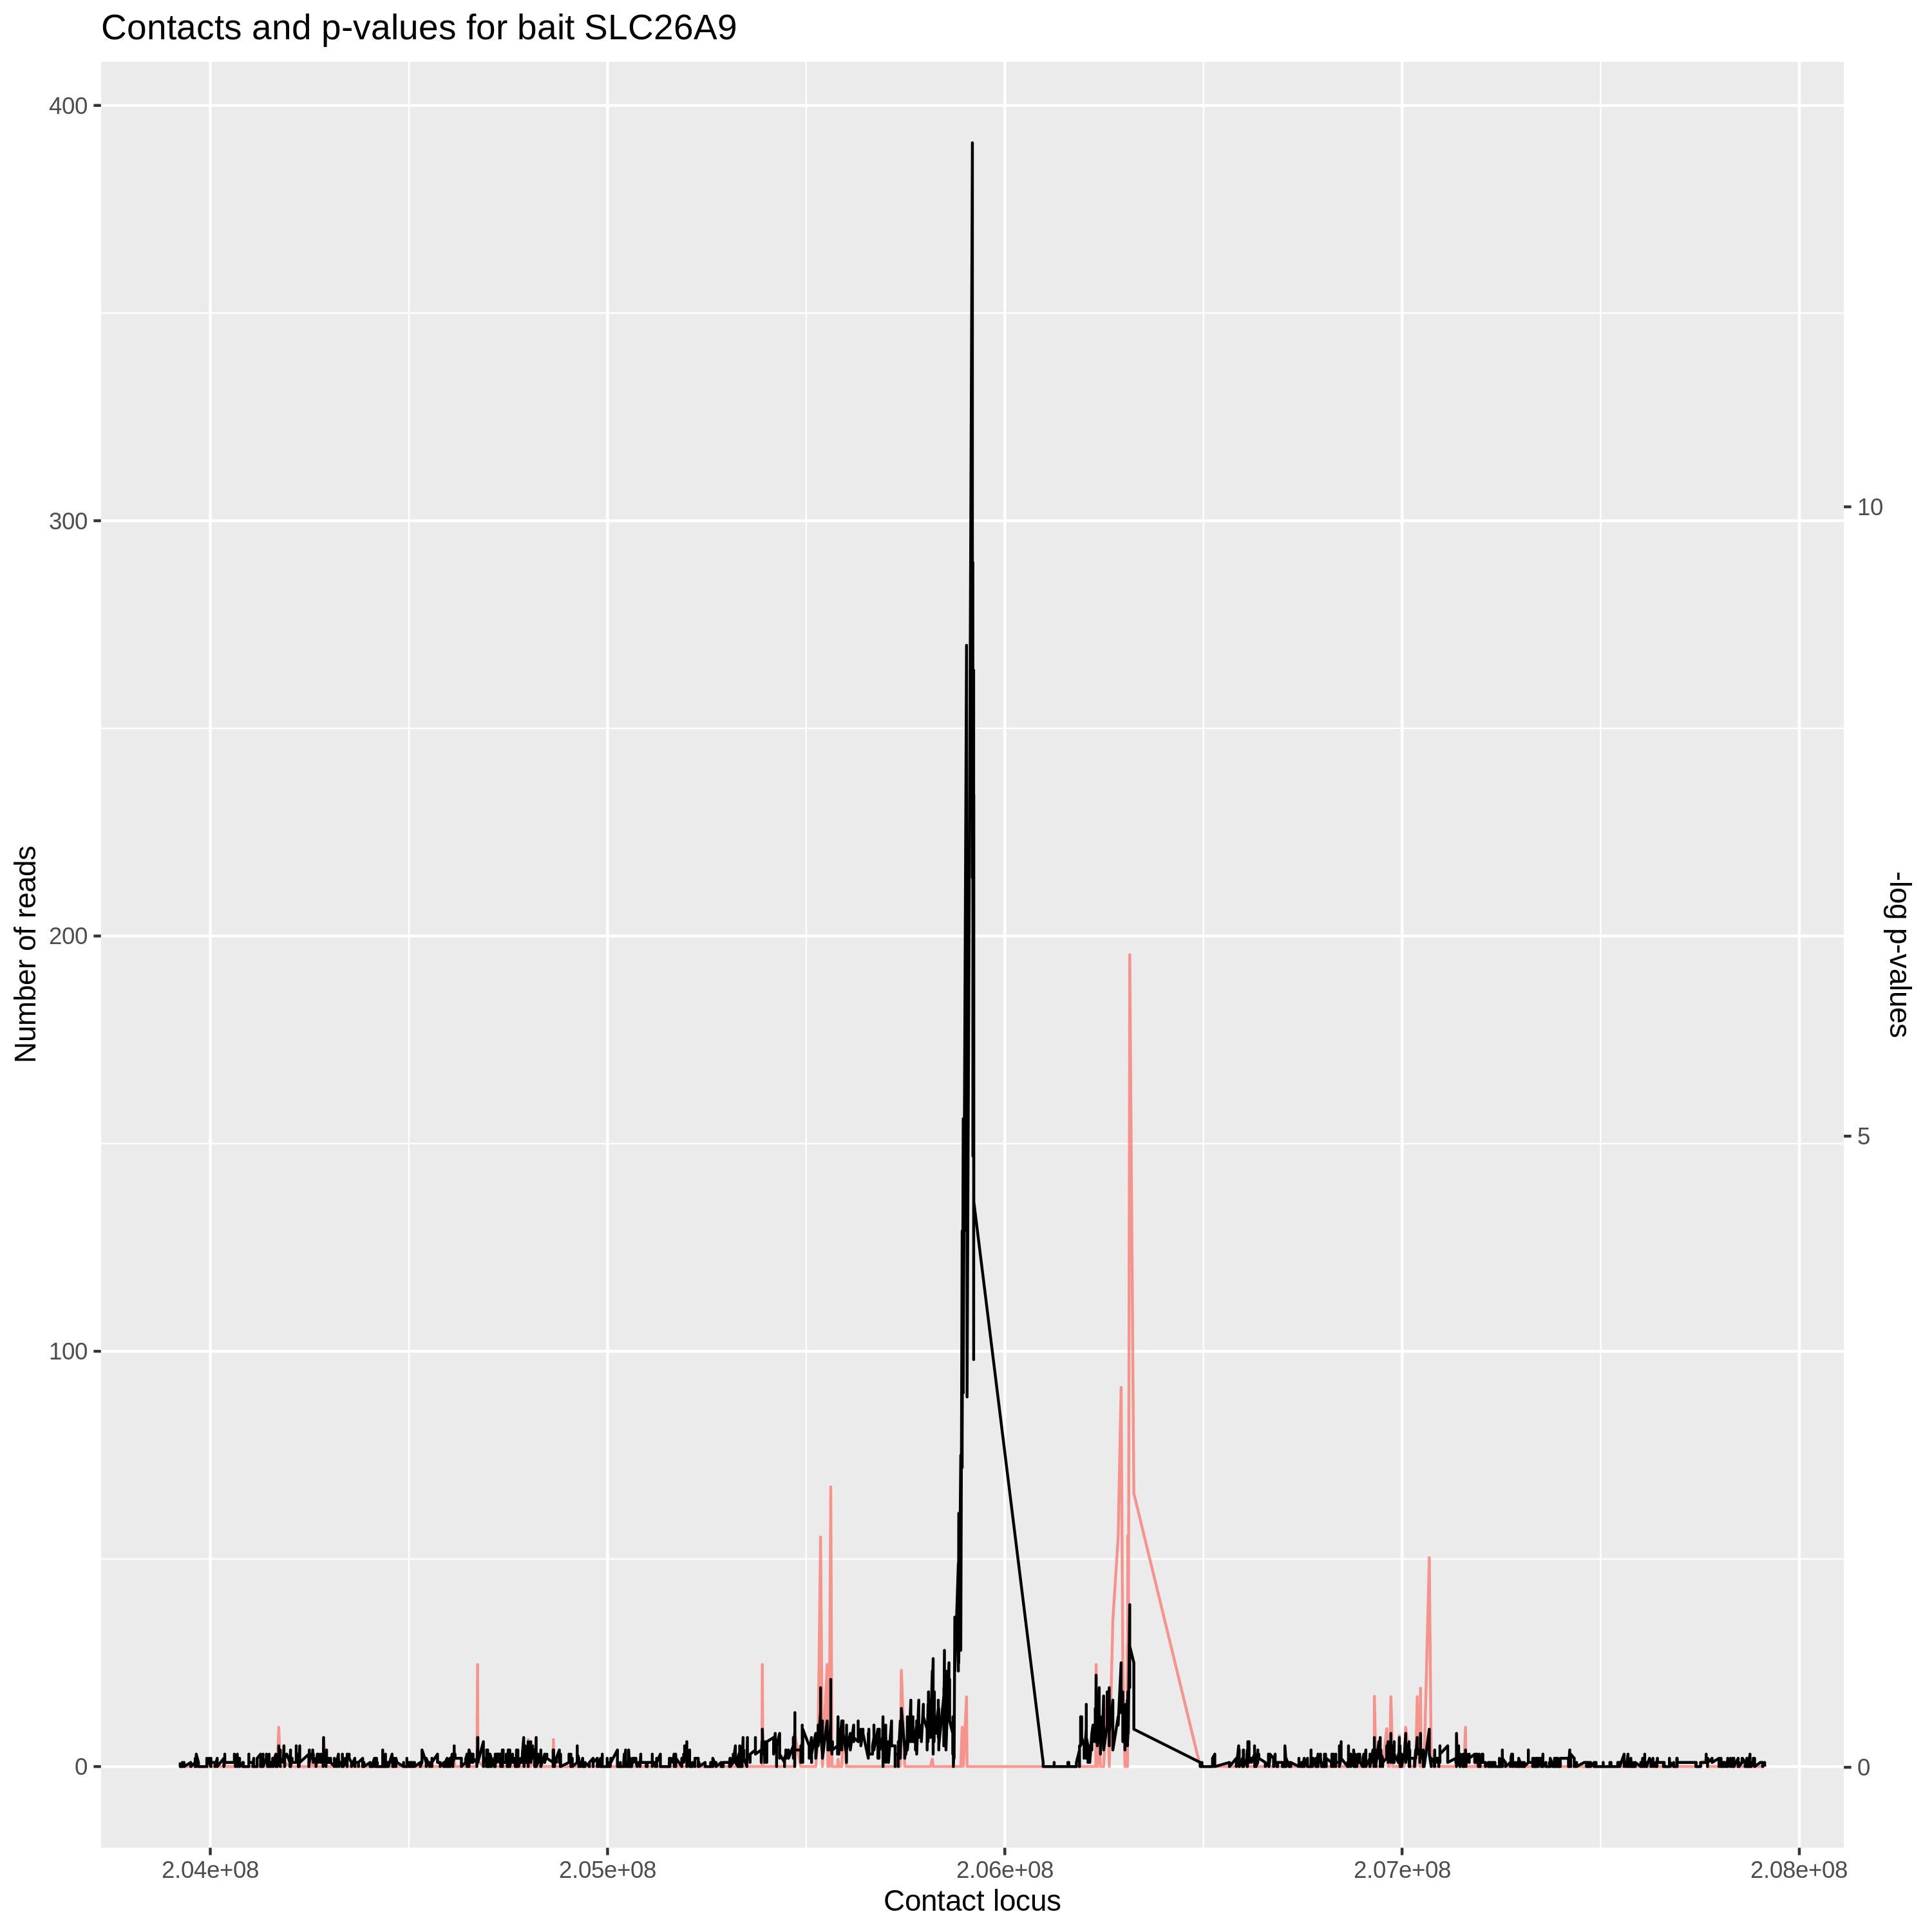 Contacts and p-values for bait SLC26A9
400
300
200
100
0
Number of reads
10
5
0
-log p-values
2.04e+08
2.05e+08
2.06e+08
2.07e+08
2.08e+08
Contact locus